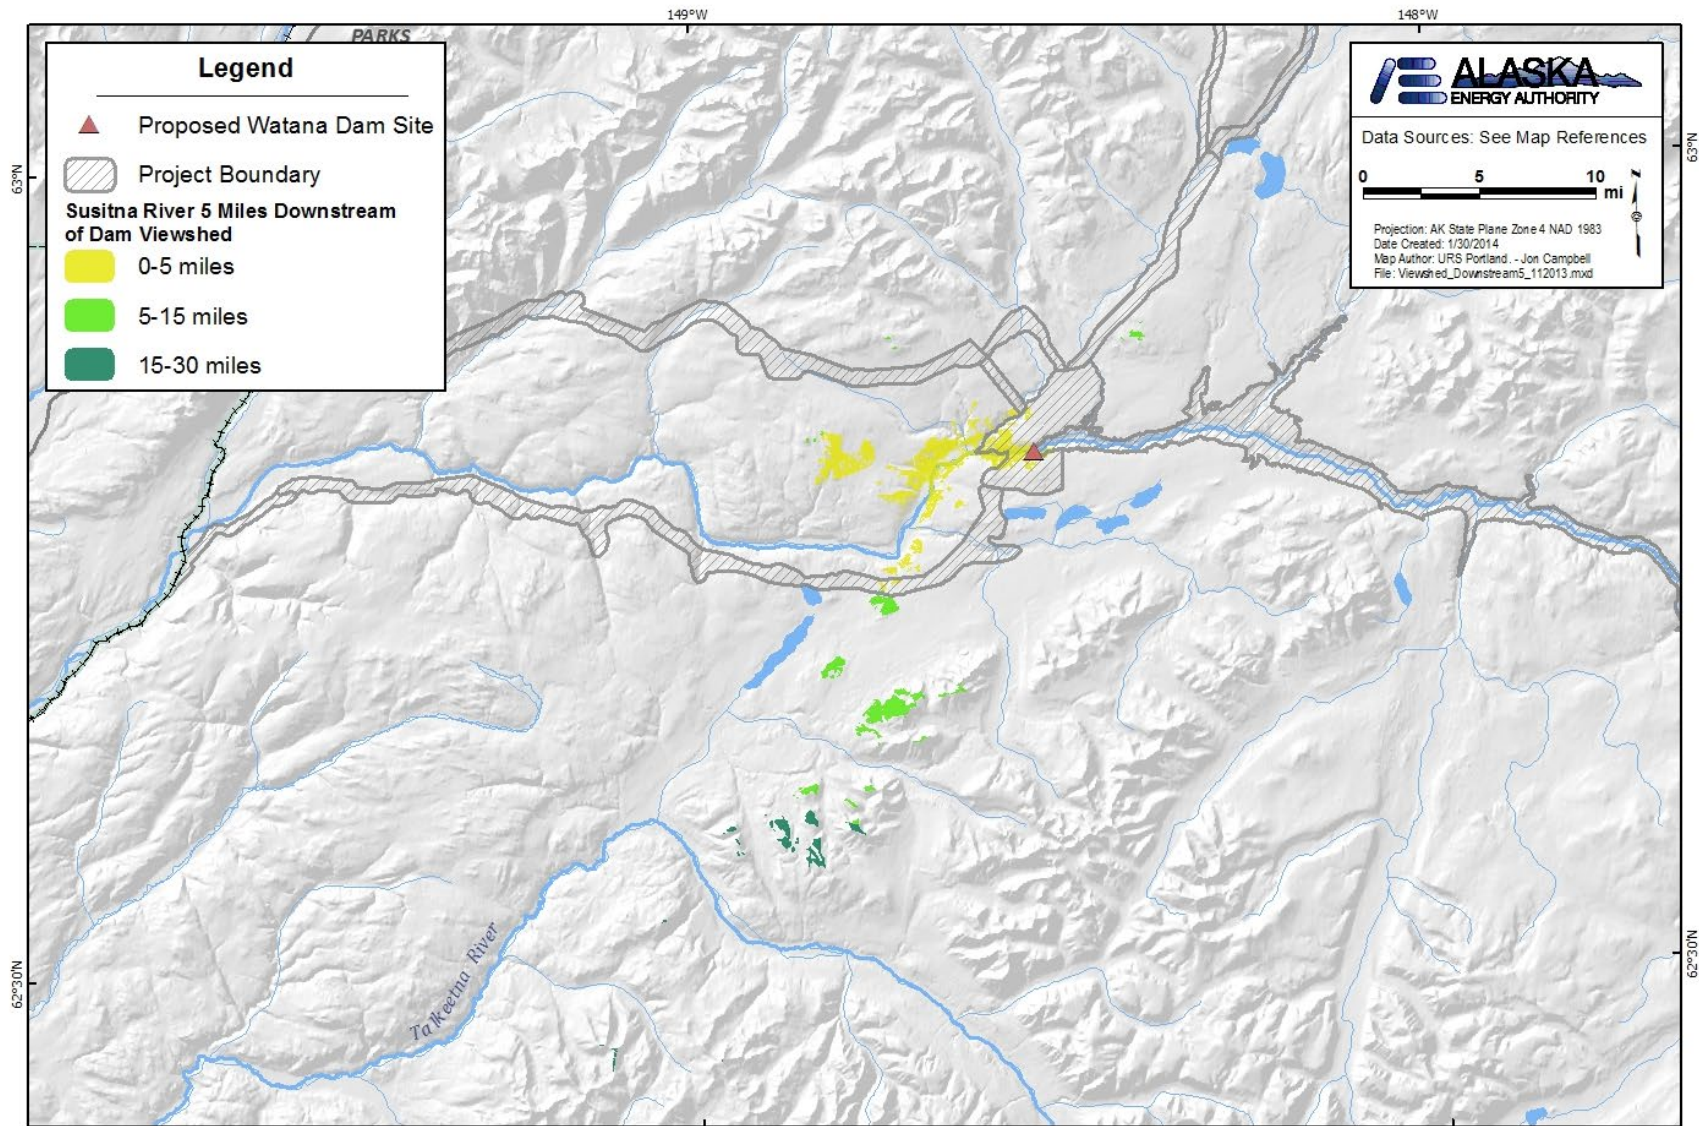 149°W
148°W
PARKS
Legend
Proposed Watana Dam Site
Project Boundary
Susitna River 5 Miles Downstream
of Dam Viewshed
0-5 miles
5-15 miles
15-30 miles
ALASKA
ENERGY AUTHORITY
Data Sources: See Map References
0 5 10
mi
N
Projection: AK State Plane Zone 4 NAD 1983
Date Created: 1/30/2014
Map Author: URS Portland. - Jon Campbell
File: Viewshed_Downstream5_112013.mxd
63°N
63°N
Talkeetna River
62°30'N
62°30'N